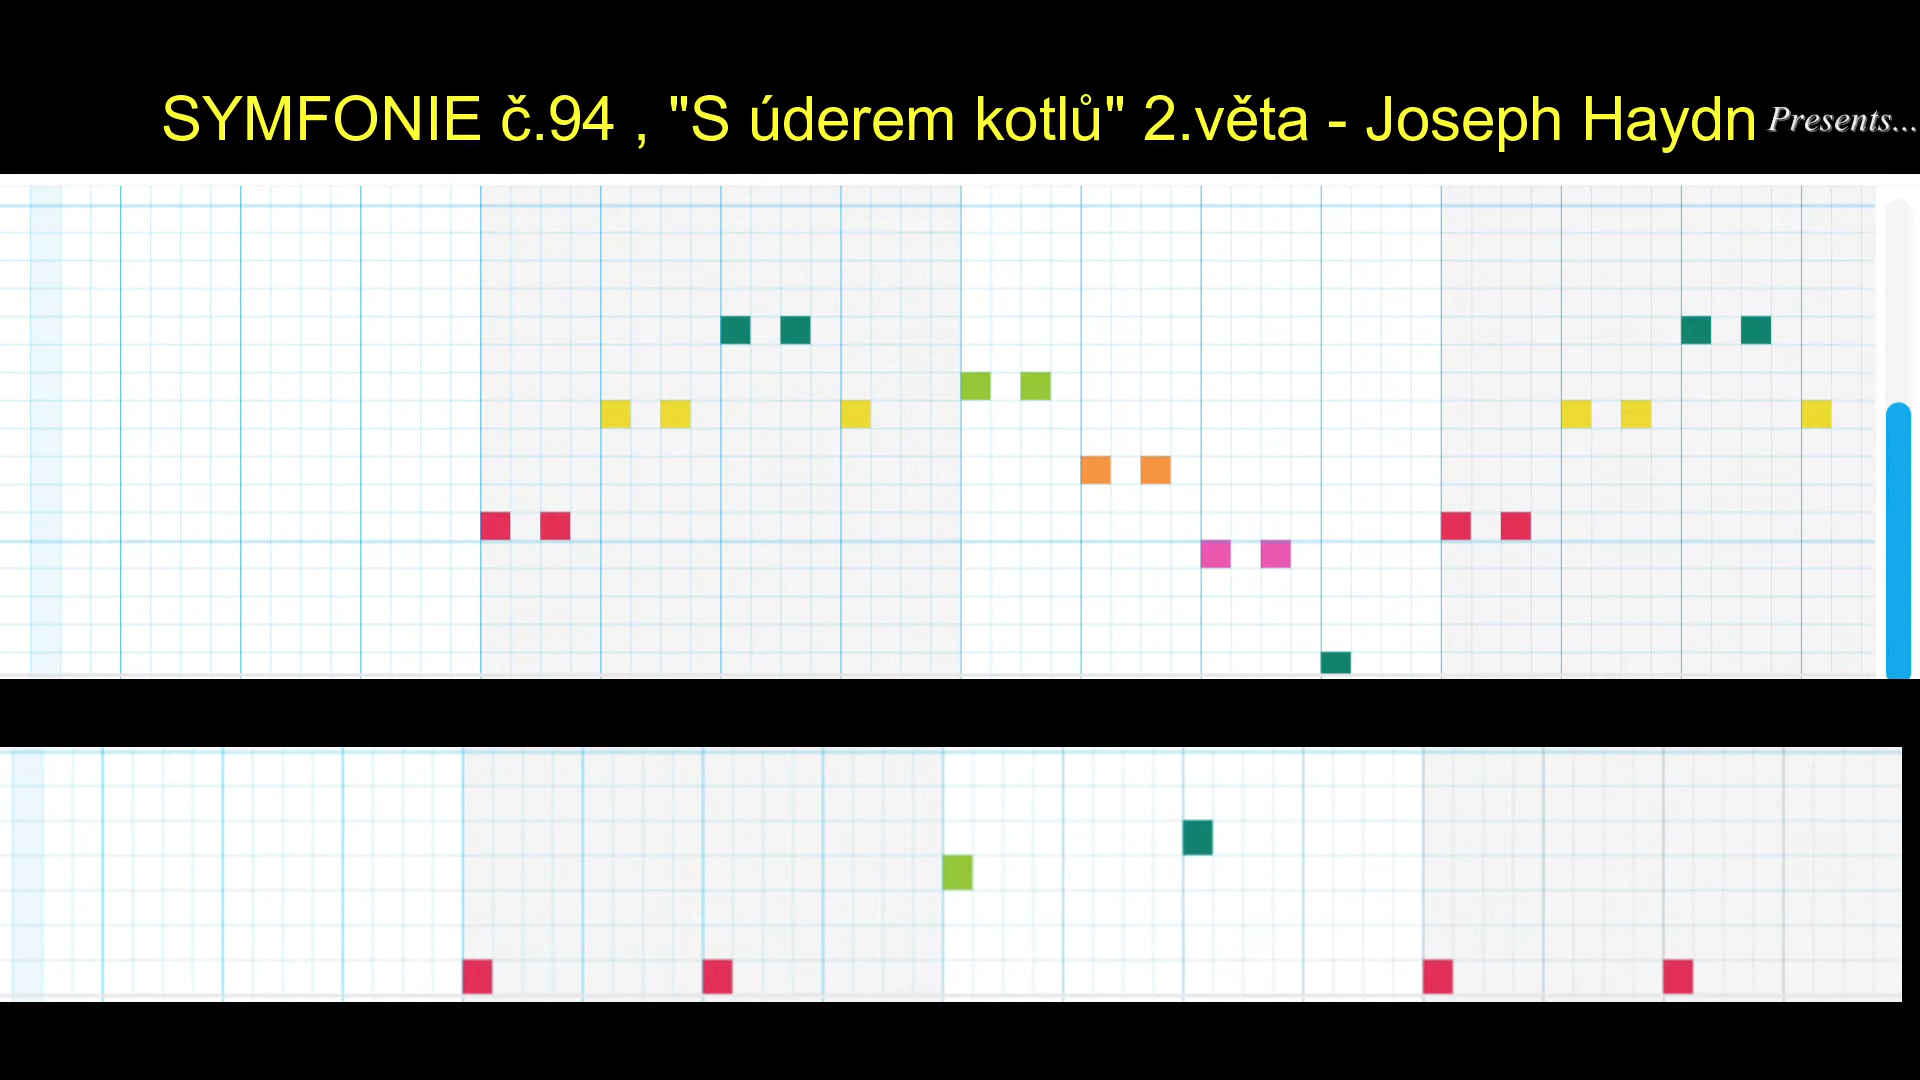 SYMFONIE č.94 , "S úderem kotlů" 2.věta - Joseph Haydn Presents...